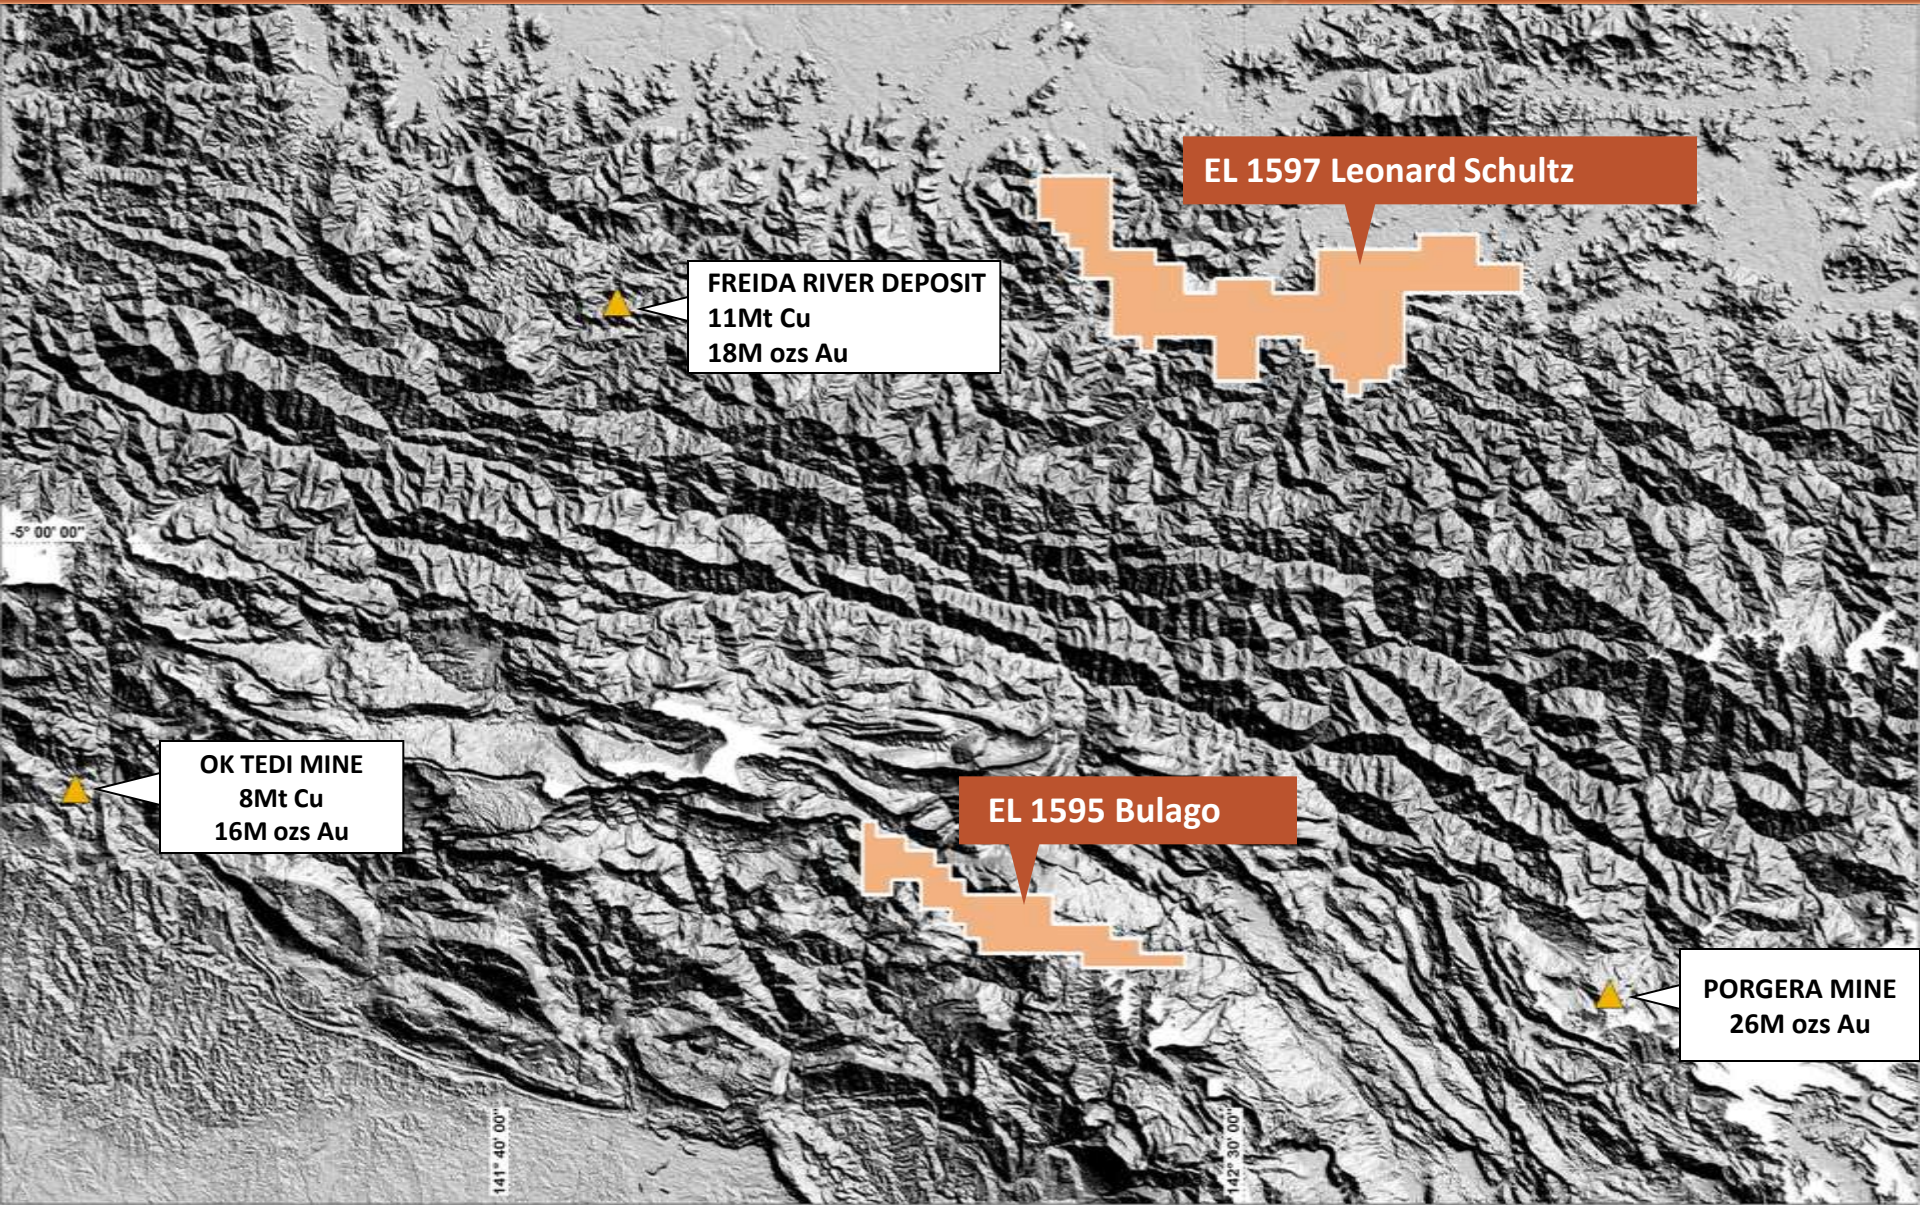 EL 1597 Leonard Schultz
FREIDA RIVER DEPOSIT
11Mt Cu
18M ozs Au
-5° 00' 00"
OK TEDI MINE
8Mt Cu
16M ozs Au
EL 1595 Bulago
PORGERA MINE
26M ozs Au
141° 40' 00"
142° 30' 00"